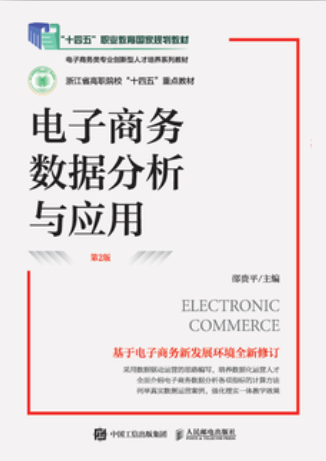 “十四五”职业教育国家规划教材
电子商务类专业创新型人才培养系列教材
浙江省高职院校“十四五”重点教材
电子商务
数据分析
与应用
第2版
邵贵平/主编
ELECTRONIC
COMMERCE
基于电子商务新发展环境全新修订
采用数据驱动运营的思路编写，培养数据化运营人才
全面介绍电子商务数据分析各项指标的计算方法
列举真实数据运营案例，强化理实一体教学效果
中国工信出版集团 人民邮电出版社